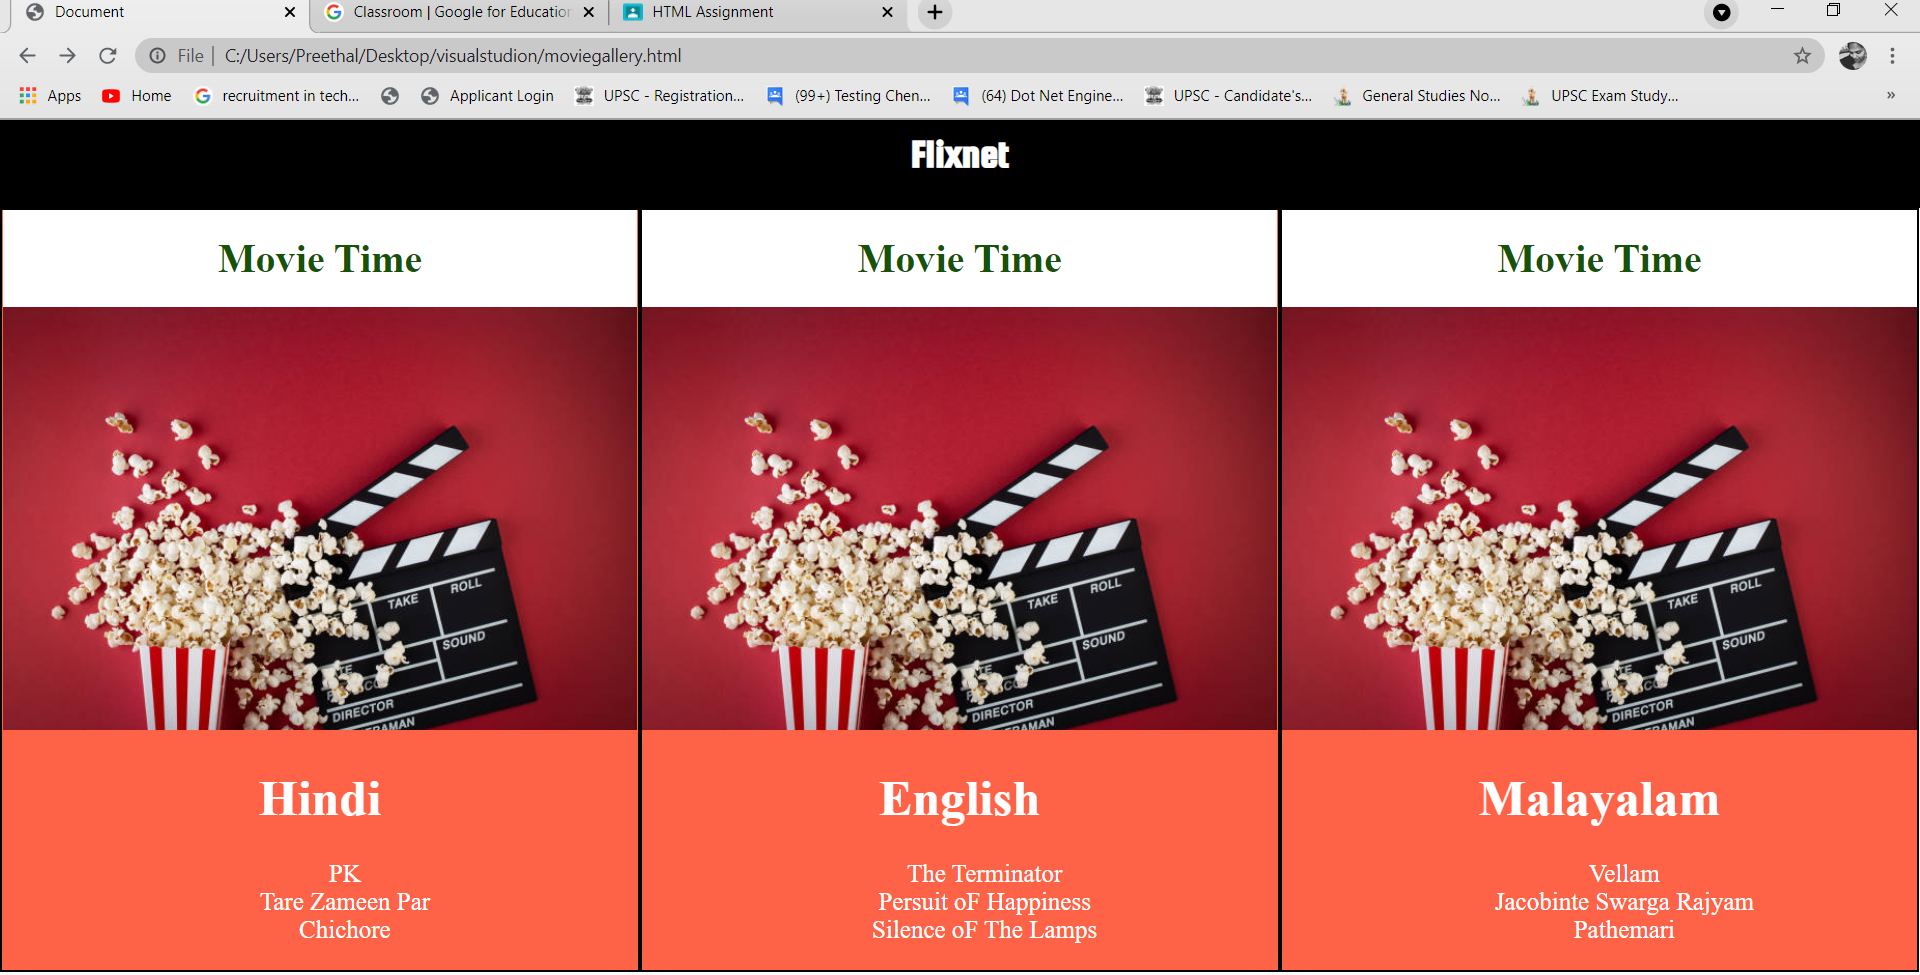 Document
Classroom | Google for Education
HTML Assignment
File | C:/Users/Preethal/Desktop/visualstudion/moviegallery.html
Apps
Home
recruitment in tech...
Applicant Login
UPSC - Registration...
(99+) Testing Chen...
(64) Dot Net Engine...
UPSC - Candidate's...
General Studies No...
UPSC Exam Study...
»
Flixnet
Movie Time
Movie Time
Movie Time
TAKE
ROLL
SOUND
DIRECTOR
TAKE
ROLL
SOUND
DIRECTOR
TAKE
ROLL
SOUND
DIRECTOR
Hindi
PK
Tare Zameen Par
Chichore
English
The Terminator
Persuit oF Happiness
Silence oF The Lamps
Malayalam
Vellam
Jacobinte Swarga Rajyam
Pathemari